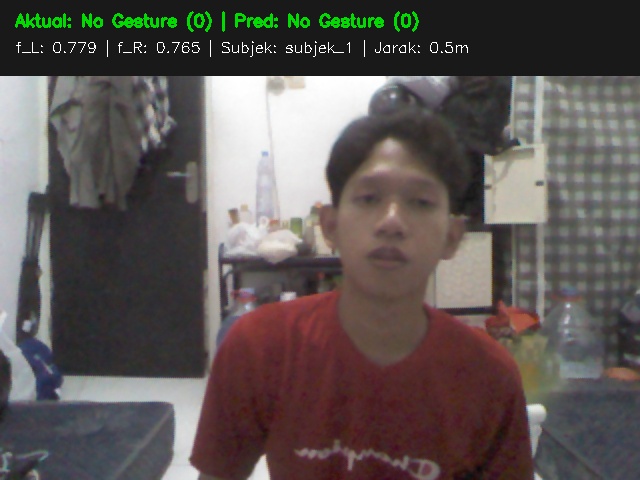 Aktual: No Gesture (0) | Pred: No Gesture (0)
f_L: 0.779 | f_R: 0.765 | Subjek: subjek_1 | Jarak: 0.5m
Champion